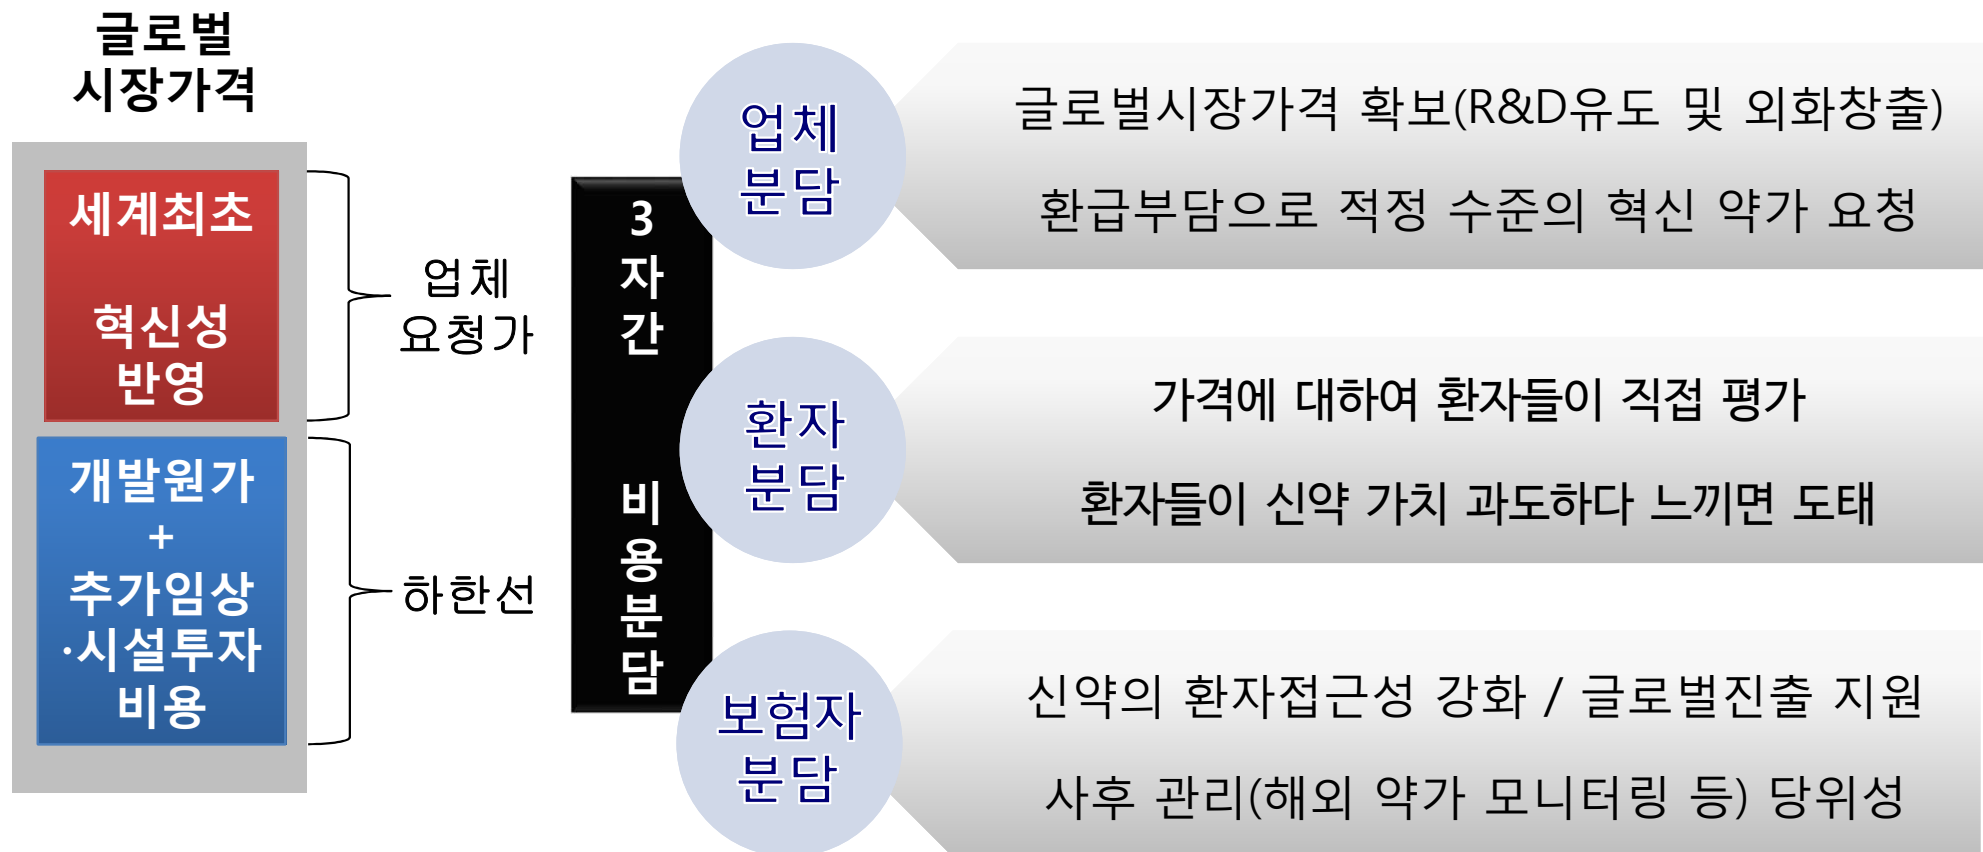 글로벌
시장가격
세계최초
혁신성
반영
개발원가
+
추가임상
·시설투자
비용
업체
요청가
하한선
3
자
간
비
용
분
담
업체
분담
글로벌시장가격 확보(R&D유도 및 외화창출)
환급부담으로 적정 수준의 혁신 약가 요청
환자
분담
가격에 대하여 환자들이 직접 평가
환자들이 신약 가치 과도하다 느끼면 도태
보험자
분담
신약의 환자접근성 강화 / 글로벌진출 지원
사후 관리(해외 약가 모니터링 등) 당위성